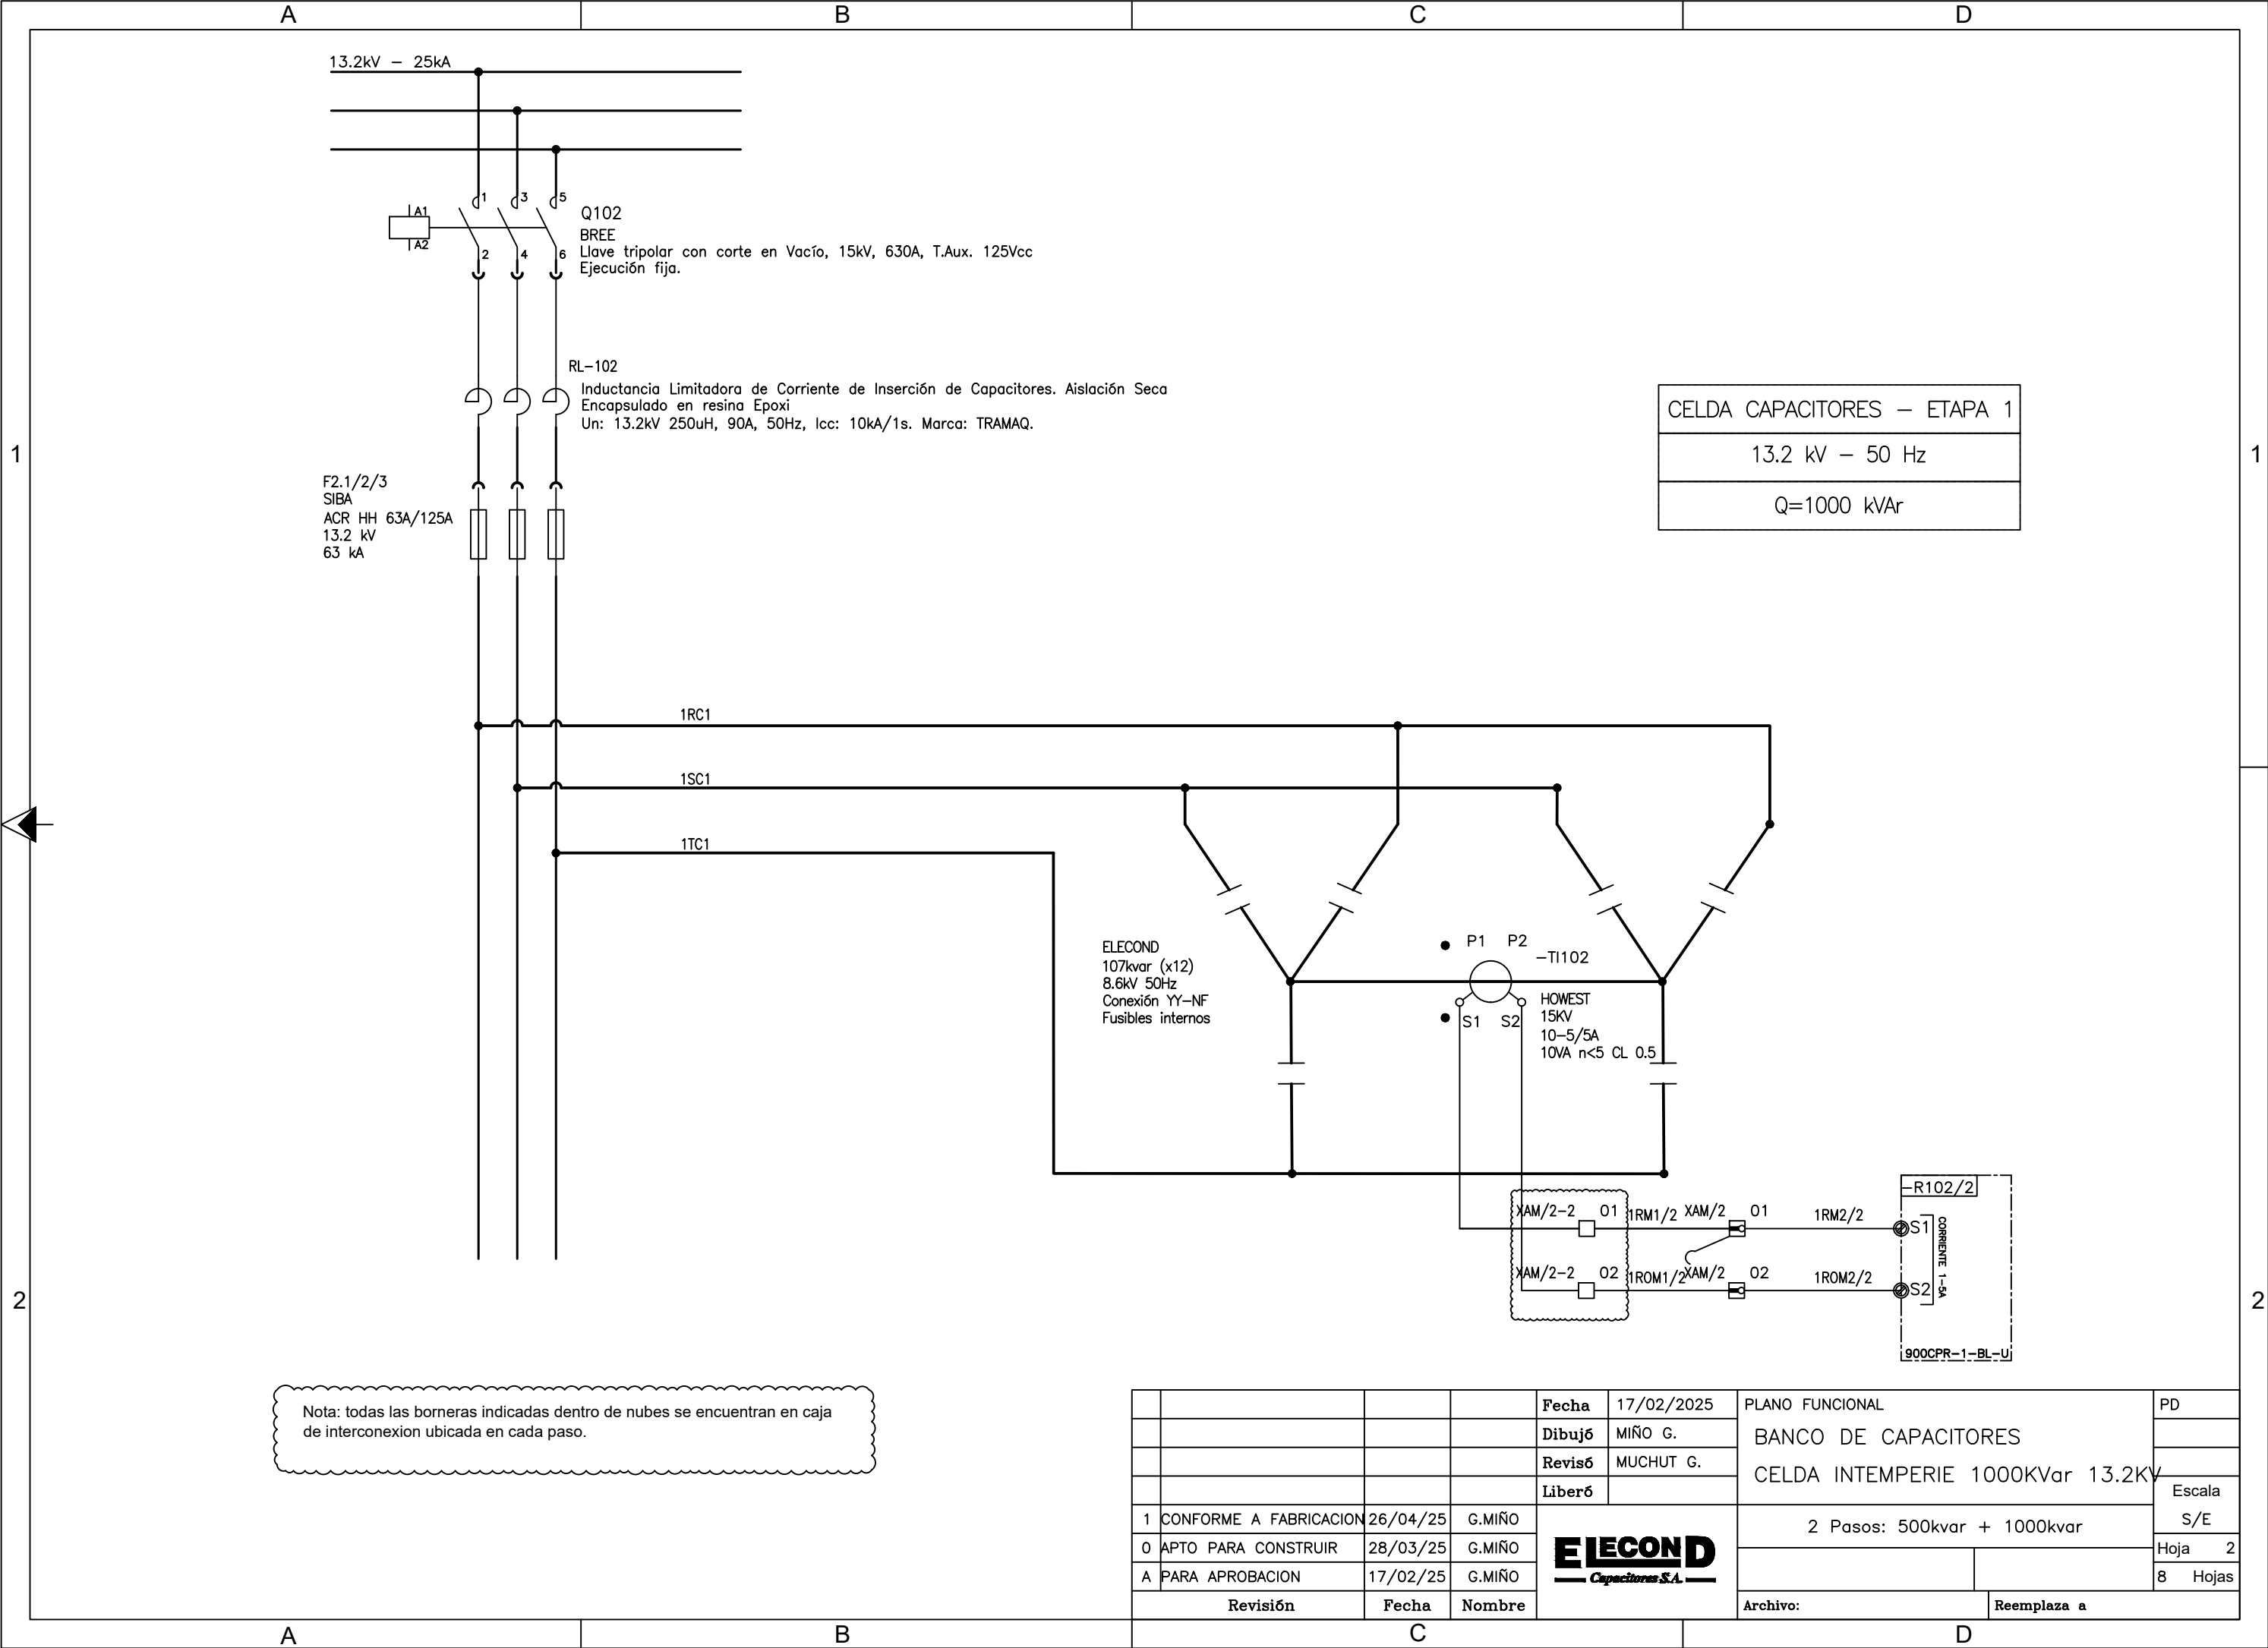 A B C D
13.2kV – 25kA
1 3 5
A1
A2
2 4 6
Q102
BREE
Llave tripolar con corte en Vacío, 15kV, 630A, T.Aux. 125Vcc
Ejecución fija.
RL–102
Inductancia Limitadora de Corriente de Inserción de Capacitores. Aislación Seca
Encapsulado en resina Epoxi
Un: 13.2kV 250uH, 90A, 50Hz, Icc: 10kA/1s. Marca: TRAMAQ.
CELDA CAPACITORES – ETAPA 1
13.2 kV – 50 Hz
Q=1000 kVAr
1 1
F2.1/2/3
SIBA
ACR HH 63A/125A
13.2 kV
63 kA
1RC1
1SC1
1TC1
ELECOND
107kvar (x12)
8.6kV 50Hz
Conexión YY–NF
Fusibles internos
P1 P2
–TI102
S1 S2
HOWEST
15KV
10–5/5A
10VA n<5 CL 0.5
–R102/2
XAM/2–2 01 1RM1/2 XAM/2 01 1RM2/2 S1
CORRIENTE 1–5A
XAM/2–2 02 1ROM1/2 XAM/2 02 1ROM2/2 S2
900CPR–1–BL–U
2 2
Nota: todas las borneras indicadas dentro de nubes se encuentran en caja
de interconexion ubicada en cada paso.
Fecha 17/02/2025
Dibujó MIÑO G.
Revisó MUCHUT G.
Liberó
PLANO FUNCIONAL
BANCO DE CAPACITORES
CELDA INTEMPERIE 1000KVar 13.2KV
PD
Escala
S/E
1 CONFORME A FABRICACION 26/04/25 G.MIÑO
0 APTO PARA CONSTRUIR 28/03/25 G.MIÑO
A PARA APROBACION 17/02/25 G.MIÑO
Revisión Fecha Nombre
ELECOND
Capacitores S.A.
2 Pasos: 500kvar + 1000kvar
Hoja 2
8 Hojas
Archivo:
Reemplaza a
A B C D